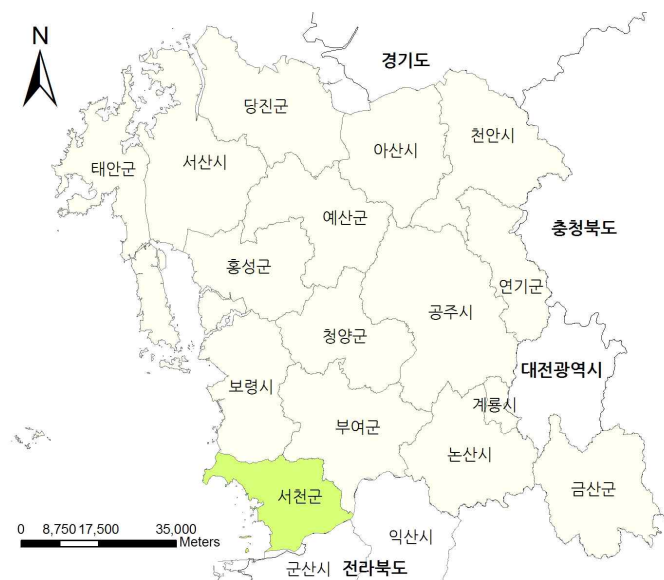 N
경기도
당진군
천안시
아산시
서산시
태안군
예산군
충청북도
홍성군
연기군
공주시
청양군
대전광역시
보령시
계룡시
부여군
논산시
금산군
서천군
0 8,750 17,500 35,000
Meters
익산시
군산시 전라북도